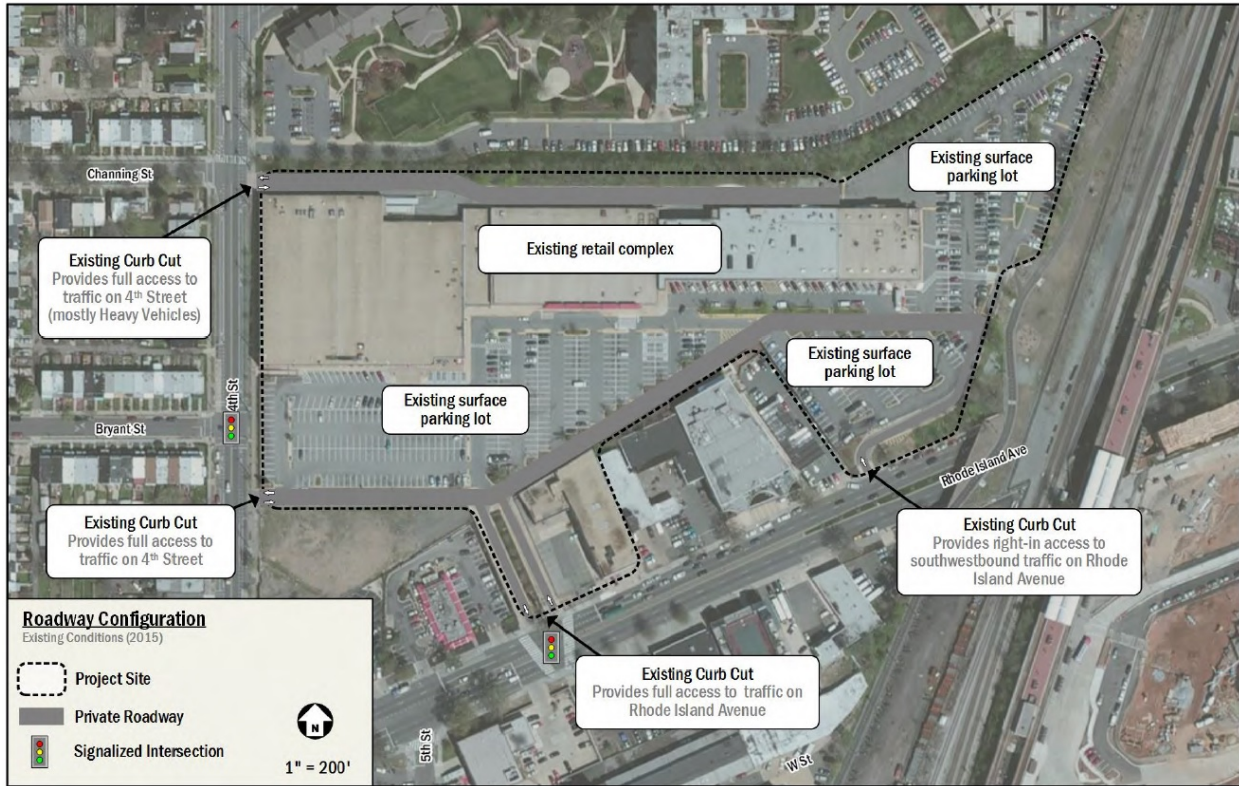 Channing St
Existing surface
parking lot
Existing retail complex
Existing Curb Cut
Provides full access to
traffic on 4th Street
(mostly Heavy Vehicles)
4th St
Existing surface
parking lot
Existing surface
parking lot
Bryant St
Rhode Island Ave
Existing Curb Cut
Provides full access to
traffic on 4th Street
Existing Curb Cut
Provides right-in access to
southwestbound traffic on Rhode
Island Avenue
Existing Curb Cut
Provides full access to traffic on
Rhode Island Avenue
5th St
W St
Roadway Configuration
Existing Conditions (2015)
Project Site
Private Roadway
Signalized Intersection
N
1" = 200'